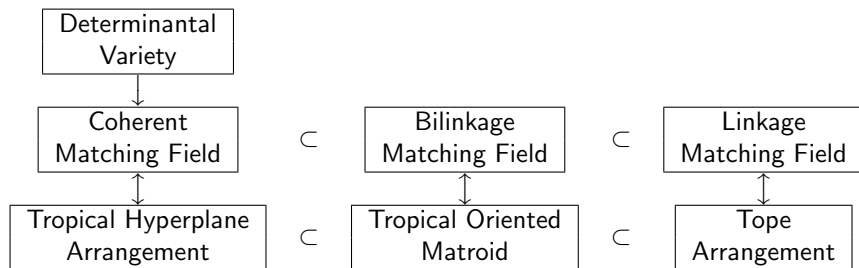 Determinantal
Variety
Coherent
Matching Field
⊂
Bilinkage
Matching Field
⊂
Linkage
Matching Field
Tropical Hyperplane
Arrangement
⊂
Tropical Oriented
Matroid
⊂
Tope
Arrangement